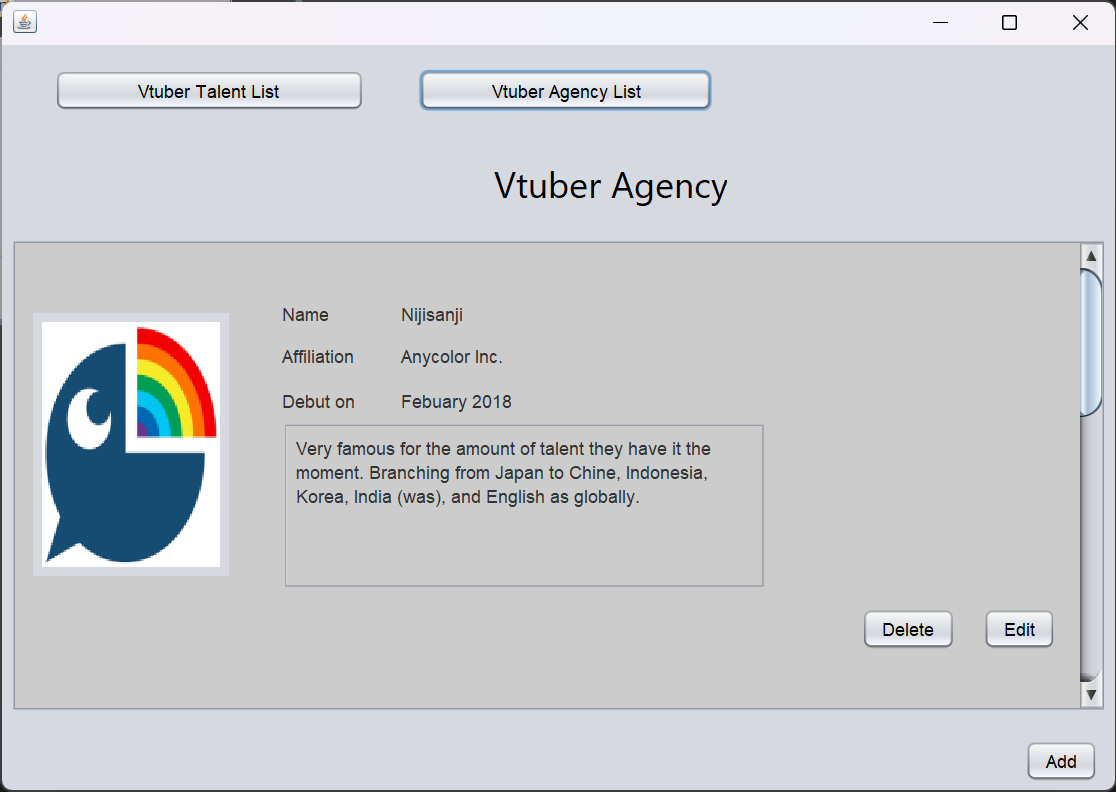 Vtuber Talent List Vtuber Agency List
Vtuber Agency
Name Nijisanji
Affiliation Anycolor Inc.
Debut on Febuary 2018
Very famous for the amount of talent they have it the
moment. Branching from Japan to Chine, Indonesia,
Korea, India (was), and English as globally.
Delete Edit
Add